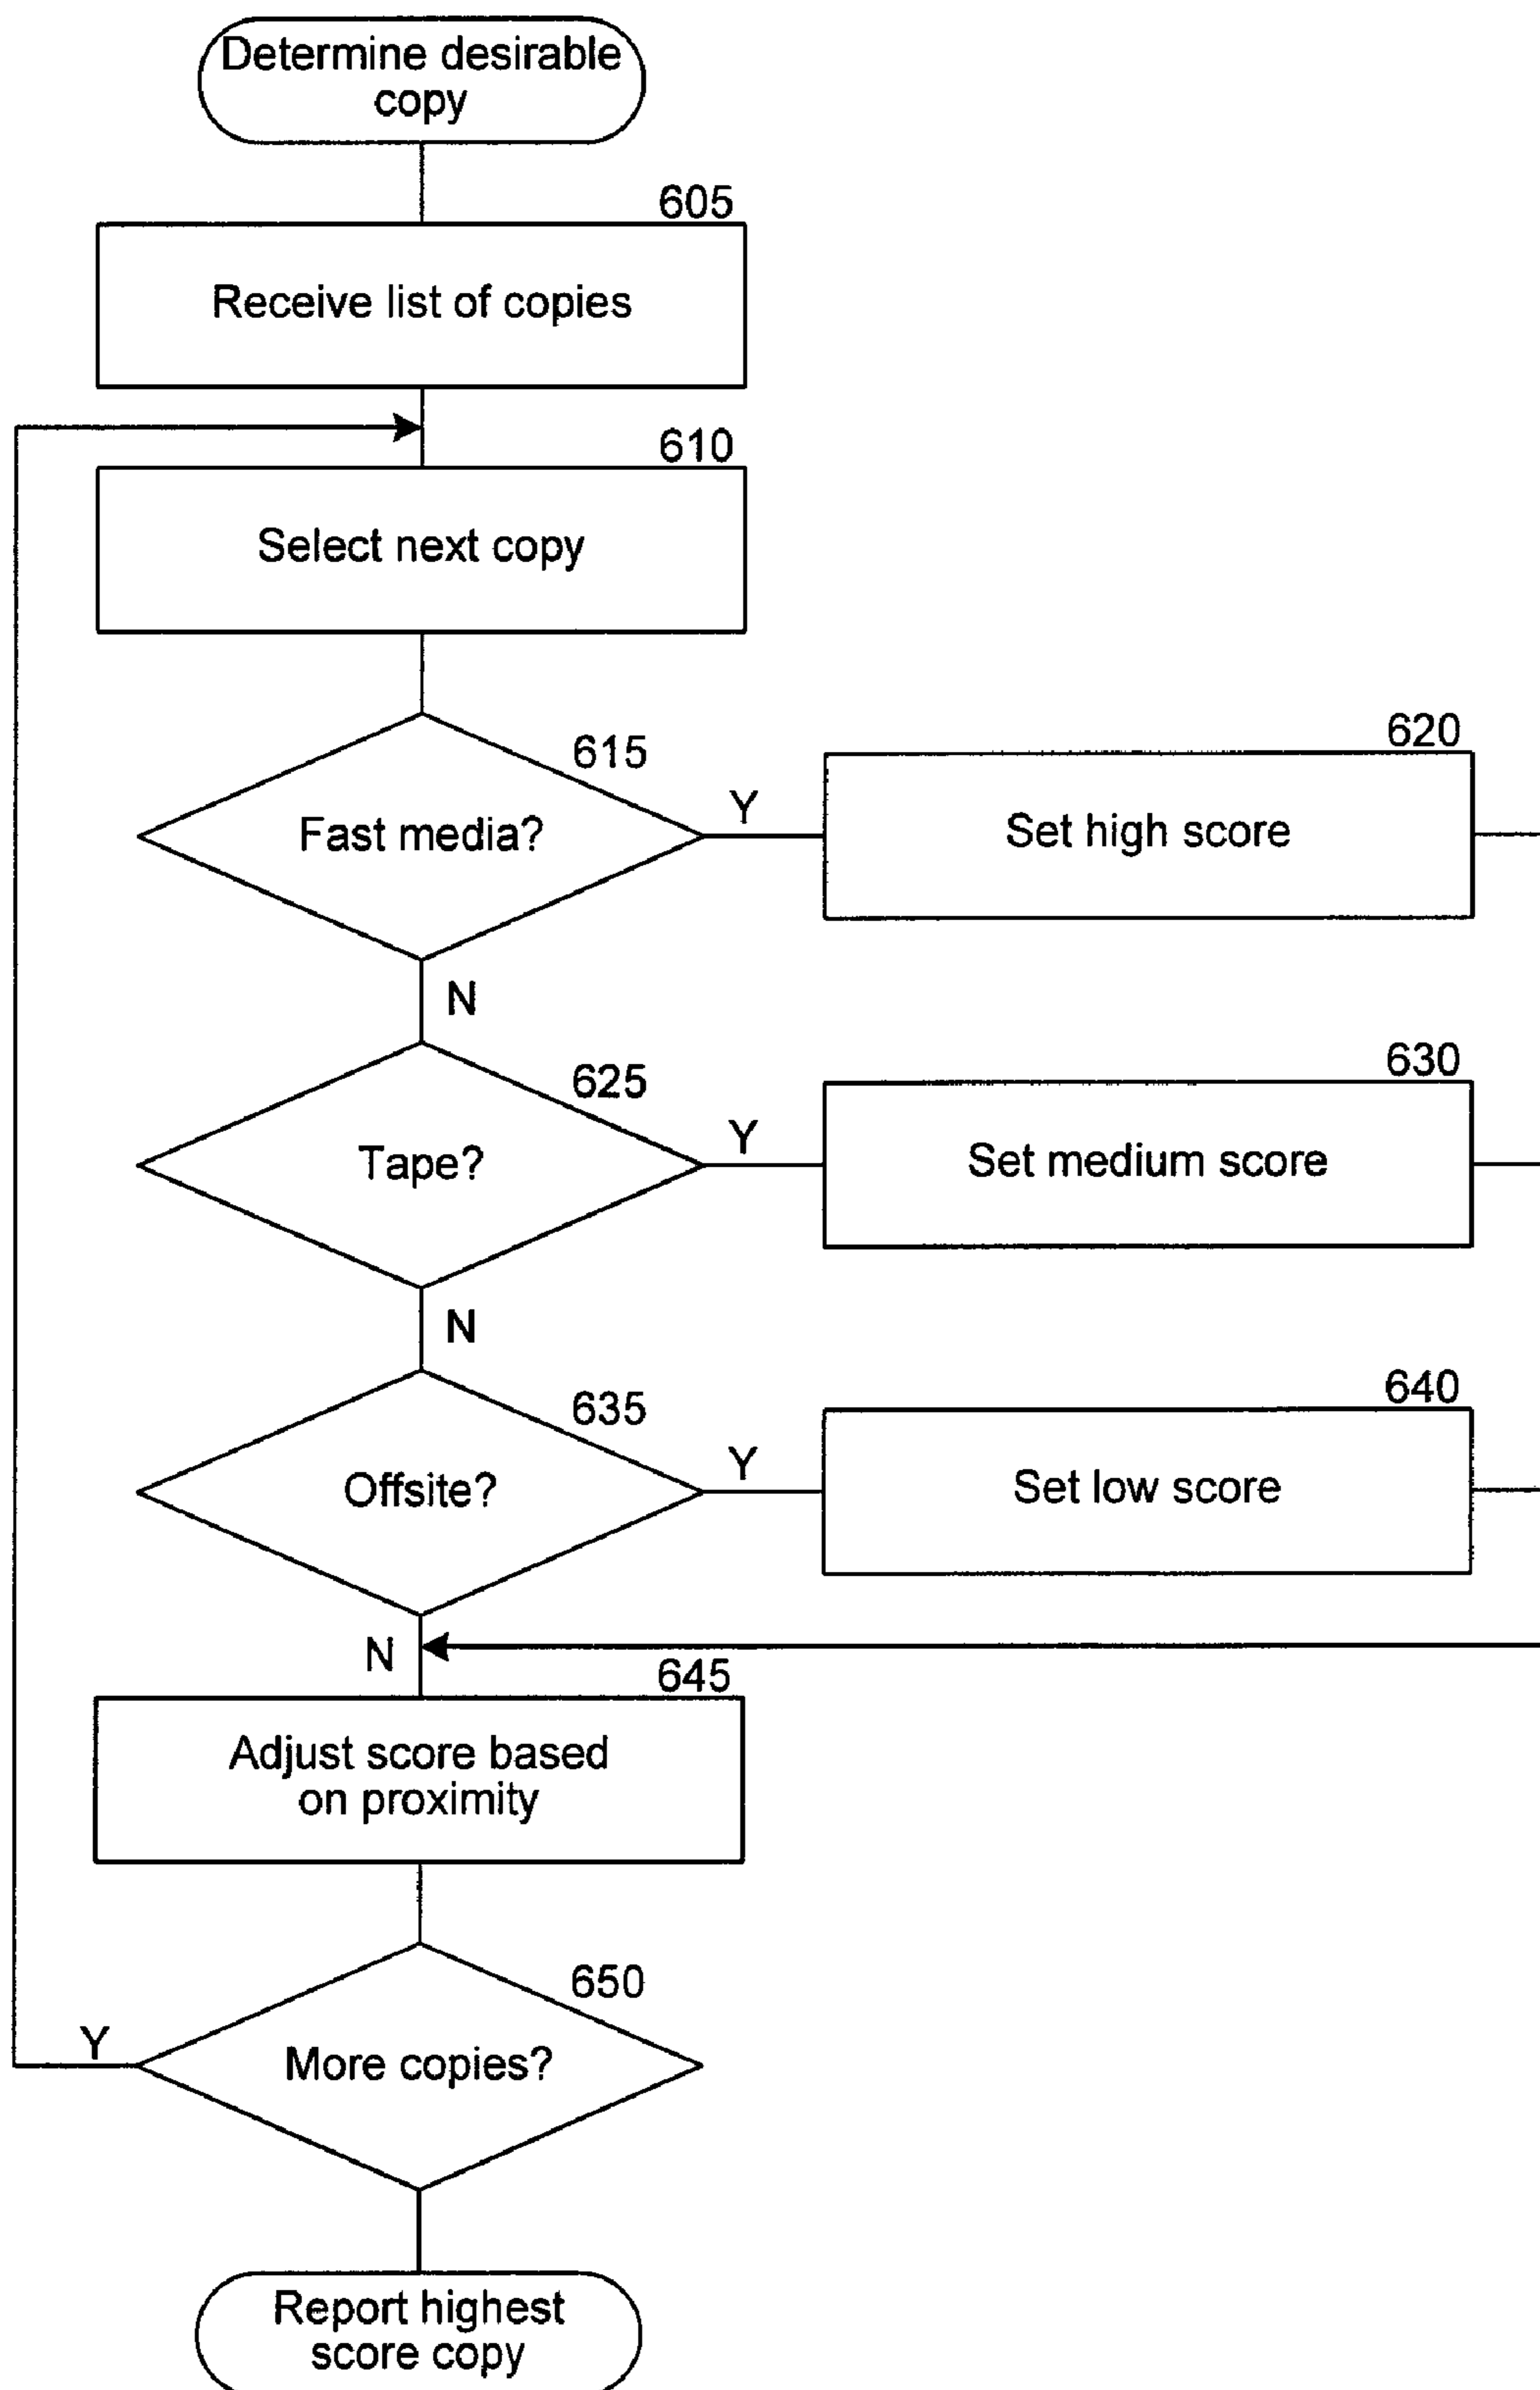 Determine desirable
copy
605
Receive list of copies
610
Select next copy
615
Fast media?
Y
620
Set high score
N
625
Tape?
Y
630
Set medium score
N
635
Offsite?
Y
640
Set low score
N
645
Adjust score based
on proximity
650
More copies?
Y
Report highest
score copy